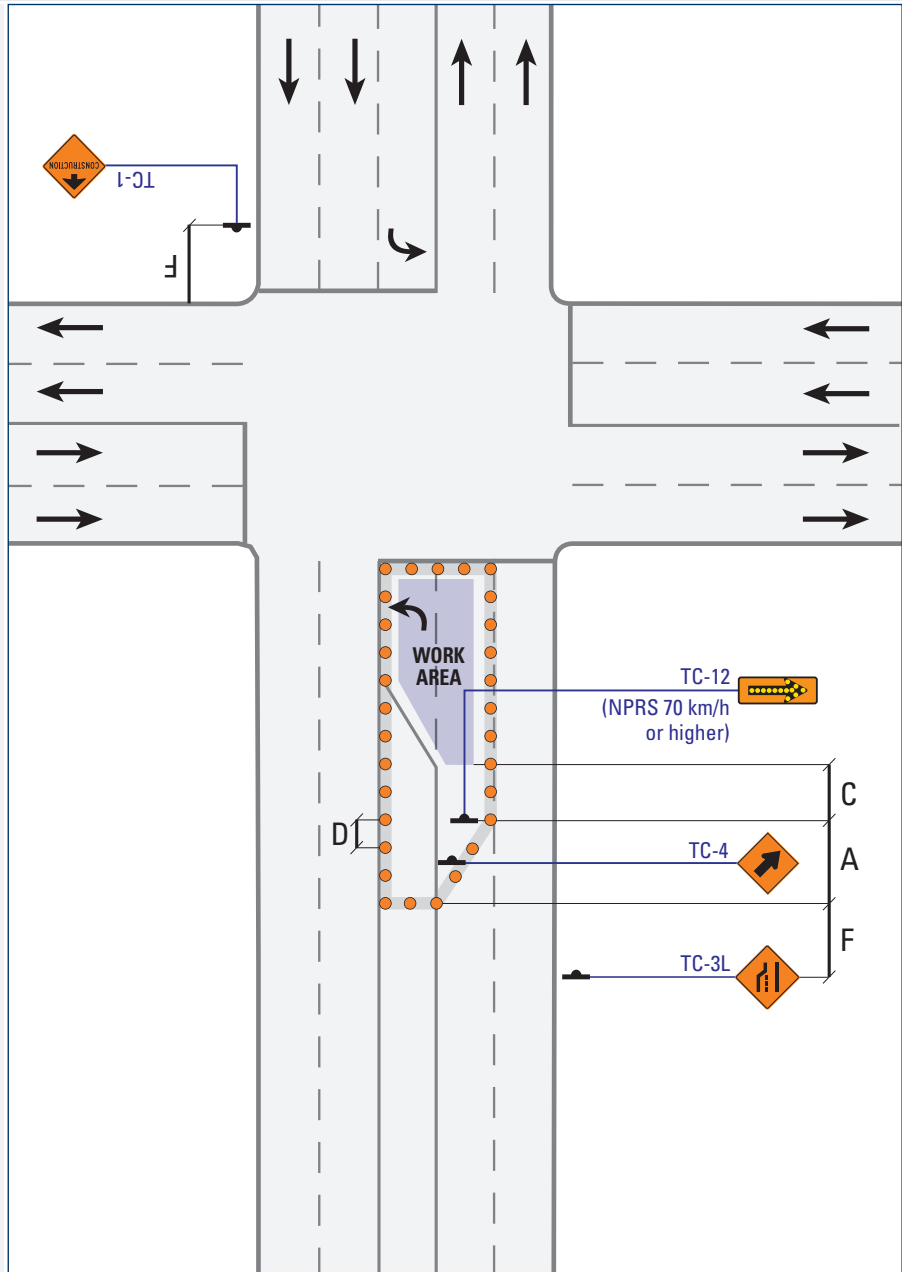 CONSTRUCTION
TC-1
F
WORK
AREA
TC-12
(NPRS 70 km/h
or higher)
C
D
TC-4
A
F
TC-3L